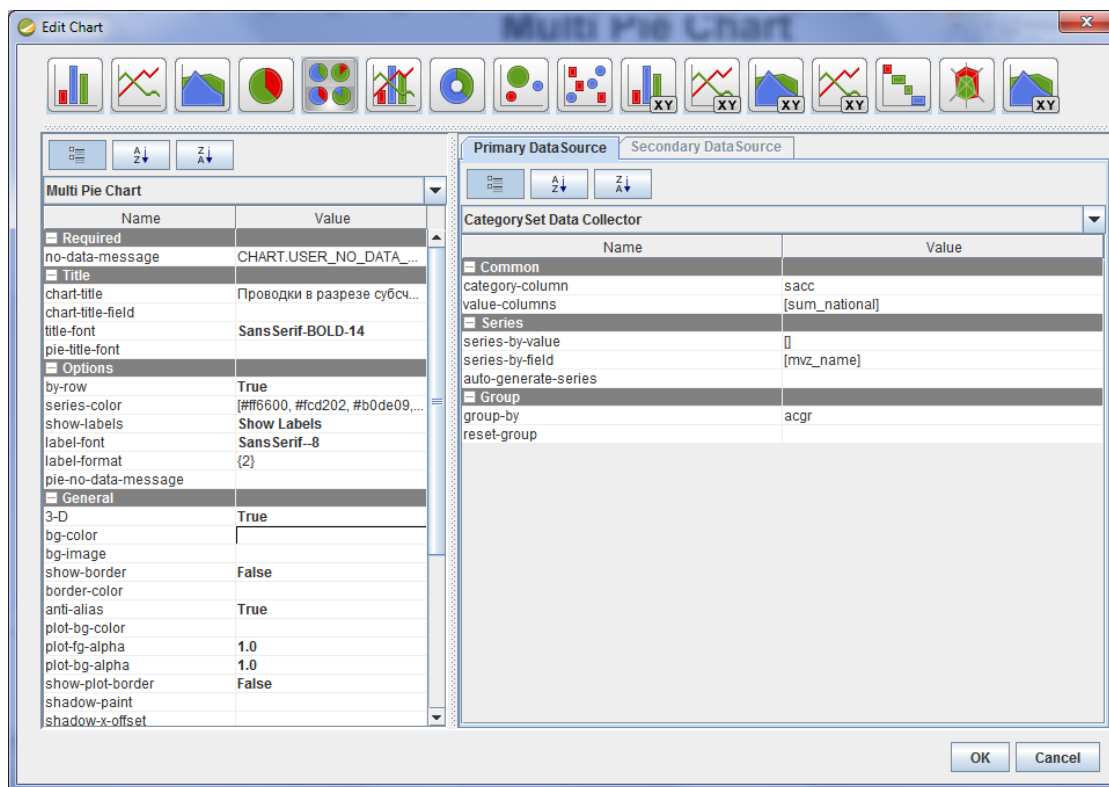 Edit Chart
Multi Pie Chart
XY
XY
XY
XY
XY
A Z
Z A
Primary DataSource Secondary DataSource
A Z
Z A
Multi Pie Chart
CategorySet Data Collector
Name Value
Required
no-data-message CHART.USER_NO_DATA_...
Title
chart-title Проводки в разрезе субсч...
chart-title-field
title-font SansSerif-BOLD-14
pie-title-font
Options
by-row True
series-color [#ff6600, #fcd202, #b0de09,...
show-labels Show Labels
label-font SansSerif--8
label-format {2}
pie-no-data-message
General
3-D True
bg-color
bg-image
show-border False
border-color
anti-alias True
plot-bg-color
plot-fg-alpha 1.0
plot-bg-alpha 1.0
show-plot-border False
shadow-paint
shadow-x-offset
Name Value
Common
category-column sacc
value-columns [sum_national]
Series
series-by-value []
series-by-field [mvz_name]
auto-generate-series
Group
group-by acgr
reset-group
OK Cancel